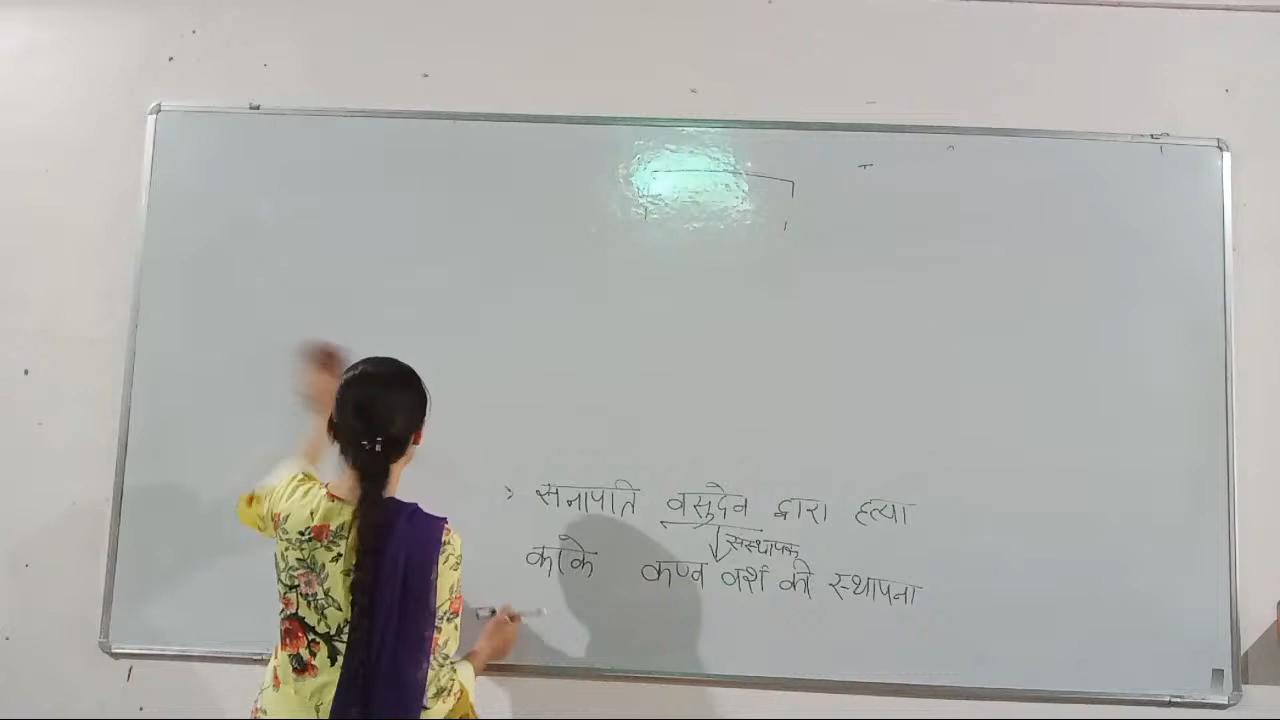 > सेनापति वसुदेव द्वारा हत्या
संस्थापक
करके कण्व वंश की स्थापना